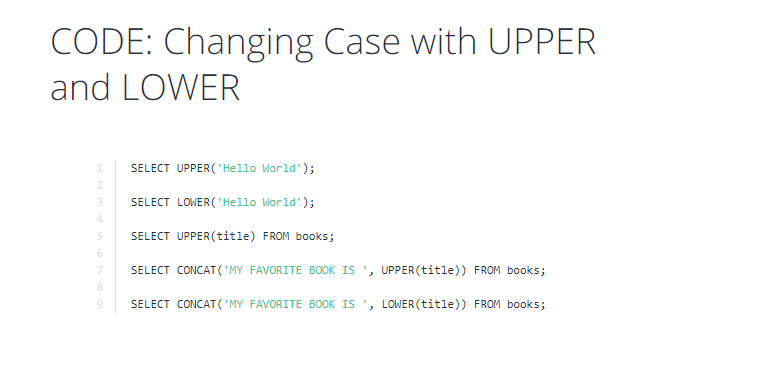 CODE: Changing Case with UPPER
and LOWER
1 SELECT UPPER('Hello World');
2
3 SELECT LOWER('Hello World');
4
5 SELECT UPPER(title) FROM books;
6
7 SELECT CONCAT('MY FAVORITE BOOK IS ', UPPER(title)) FROM books;
8
9 SELECT CONCAT('MY FAVORITE BOOK IS ', LOWER(title)) FROM books;